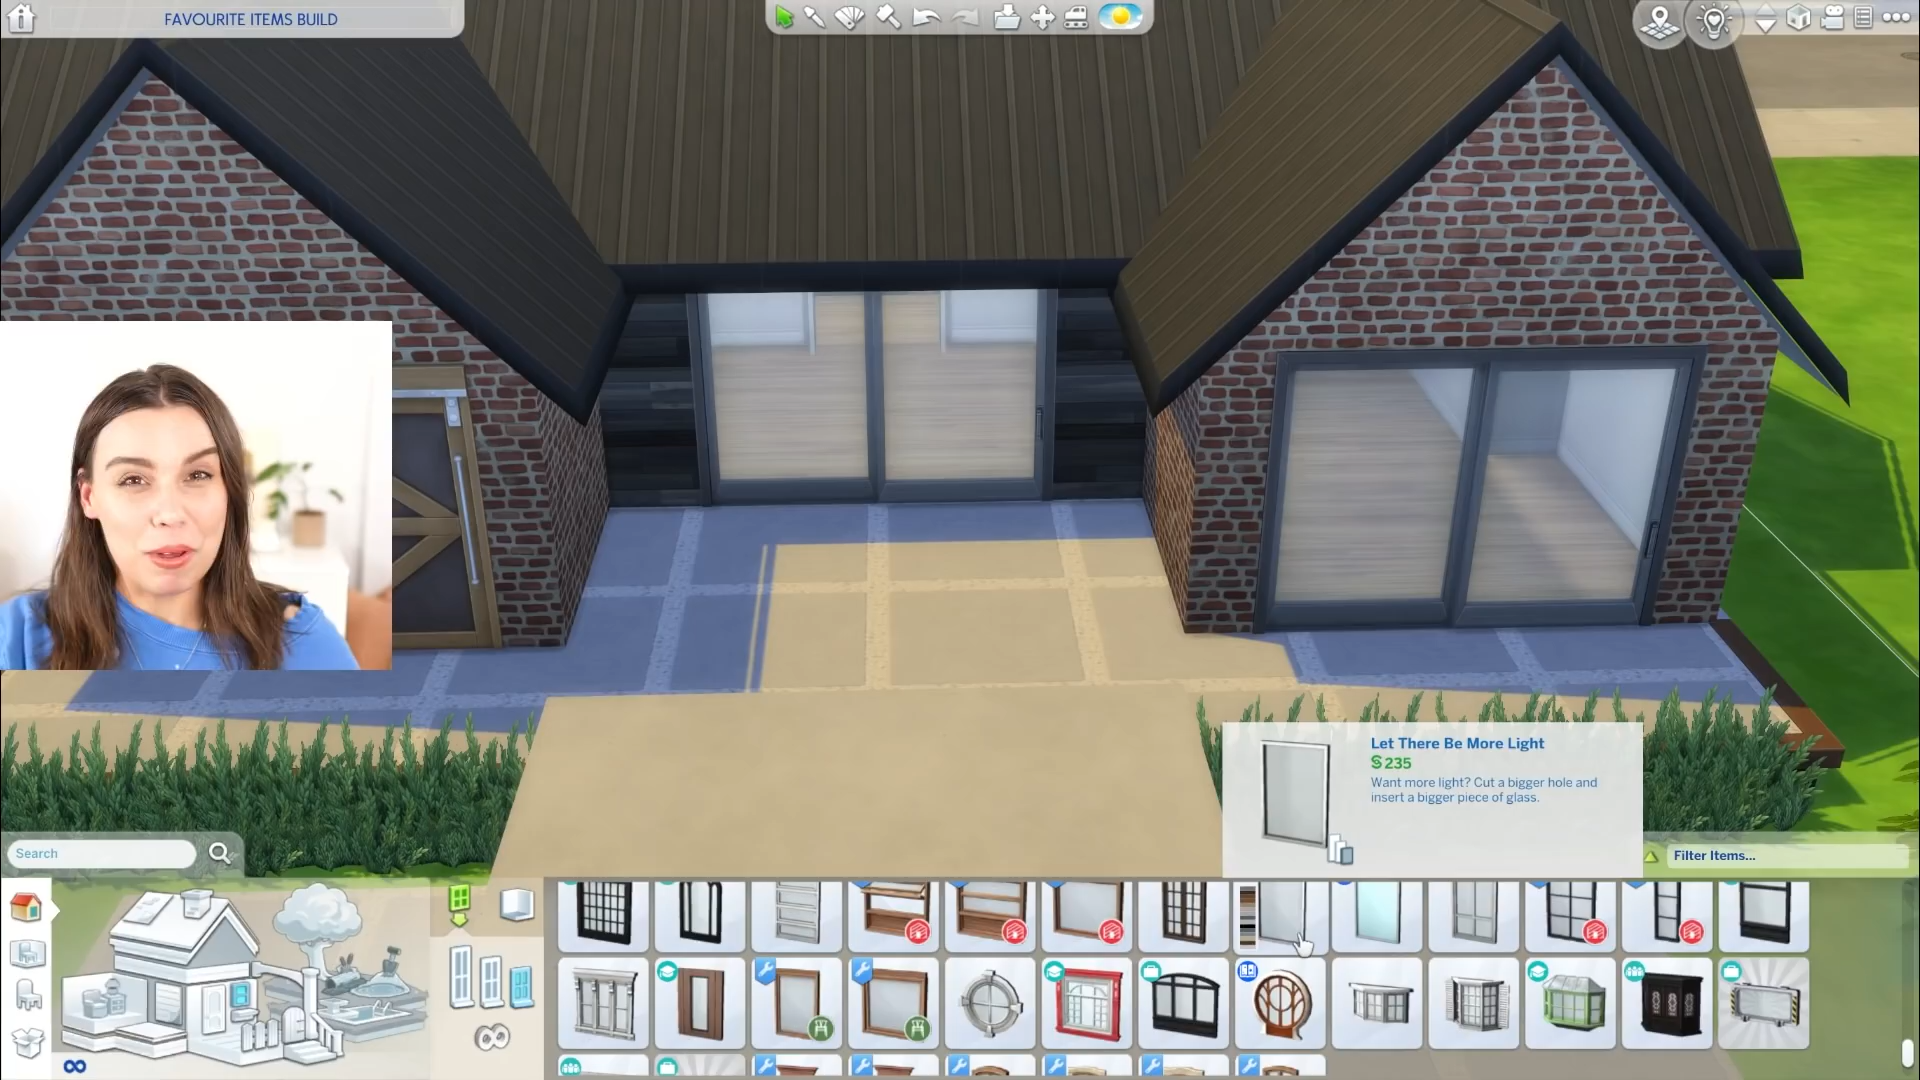 FAVOURITE ITEMS BUILD
Let There Be More Light
§235
Want more light? Cut a bigger hole and
insert a bigger piece of glass.
Search
Filter Items...